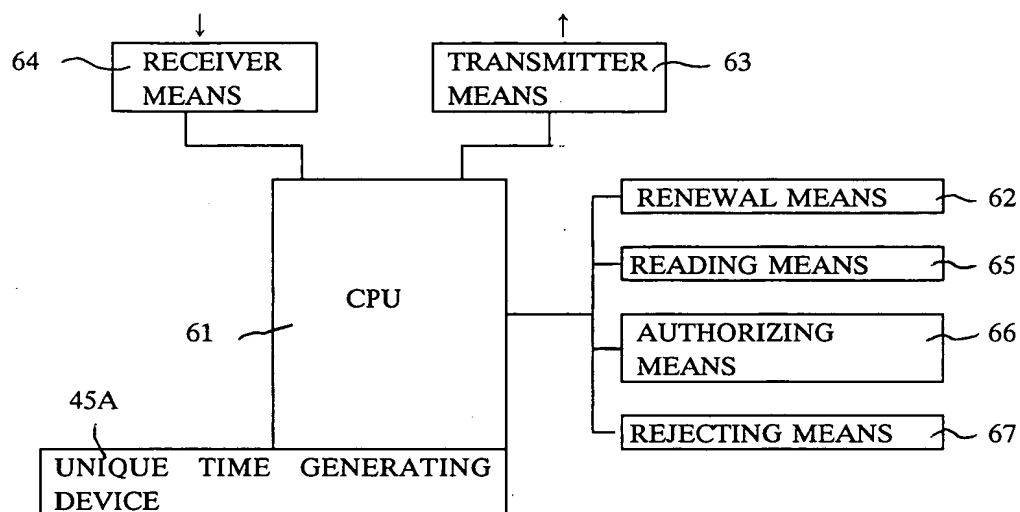 ↓
↑
64
RECEIVER
MEANS
TRANSMITTER
MEANS
63
RENEWAL MEANS
62
READING MEANS
65
CPU
61
AUTHORIZING
MEANS
66
45A
REJECTING MEANS
67
UNIQUE TIME GENERATING
DEVICE